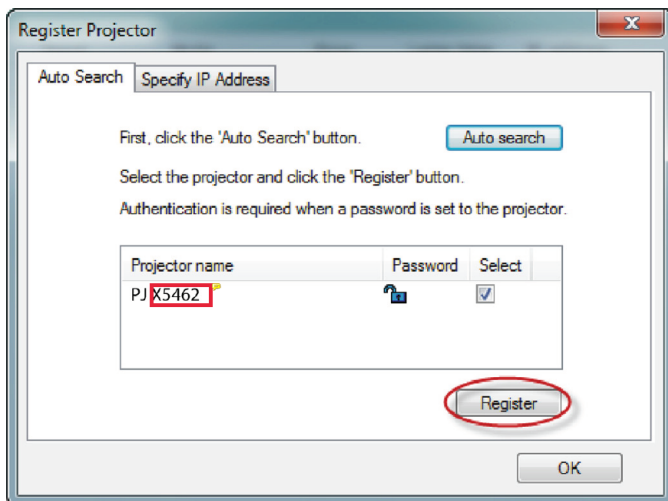 Register Projector
Auto Search Specify IP Address
First, click the 'Auto Search' button. Auto search
Select the projector and click the 'Register' button.
Authentication is required when a password is set to the projector.
Projector name Password Select
PJ X5462
Register
OK